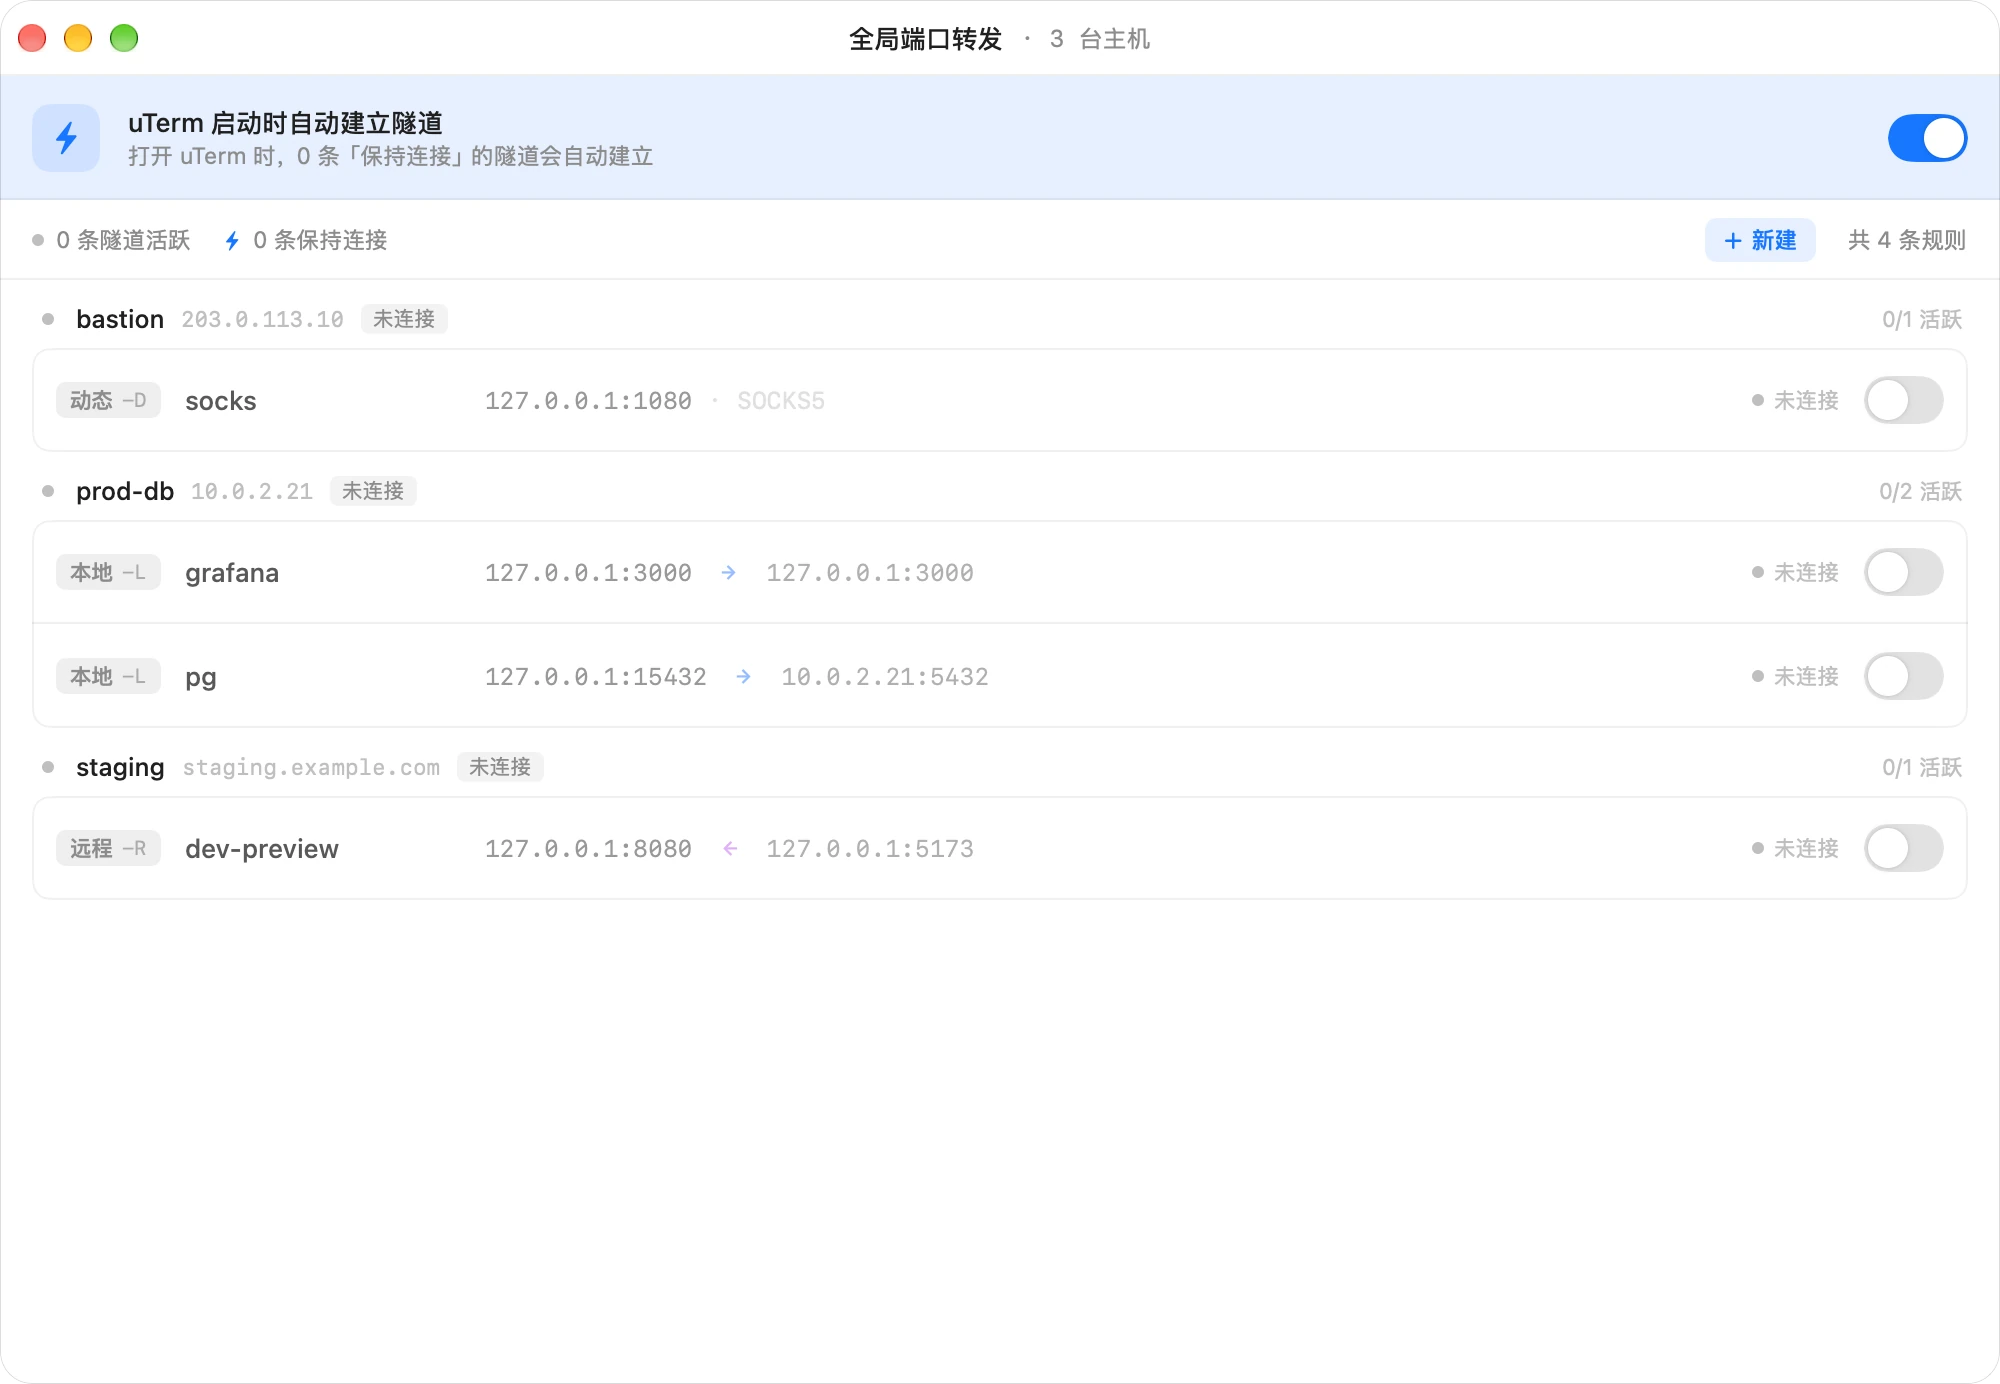 全局端口转发 · 3 台主机
uTerm 启动时自动建立隧道
打开 uTerm 时，0 条「保持连接」的隧道会自动建立
0 条隧道活跃 0 条保持连接 + 新建 共 4 条规则
bastion 203.0.113.10 未连接 0/1 活跃
动态 –D socks 127.0.0.1:1080 · SOCKS5 未连接
prod-db 10.0.2.21 未连接 0/2 活跃
本地 –L grafana 127.0.0.1:3000 → 127.0.0.1:3000 未连接
本地 –L pg 127.0.0.1:15432 → 10.0.2.21:5432 未连接
staging staging.example.com 未连接 0/1 活跃
远程 –R dev-preview 127.0.0.1:8080 ← 127.0.0.1:5173 未连接